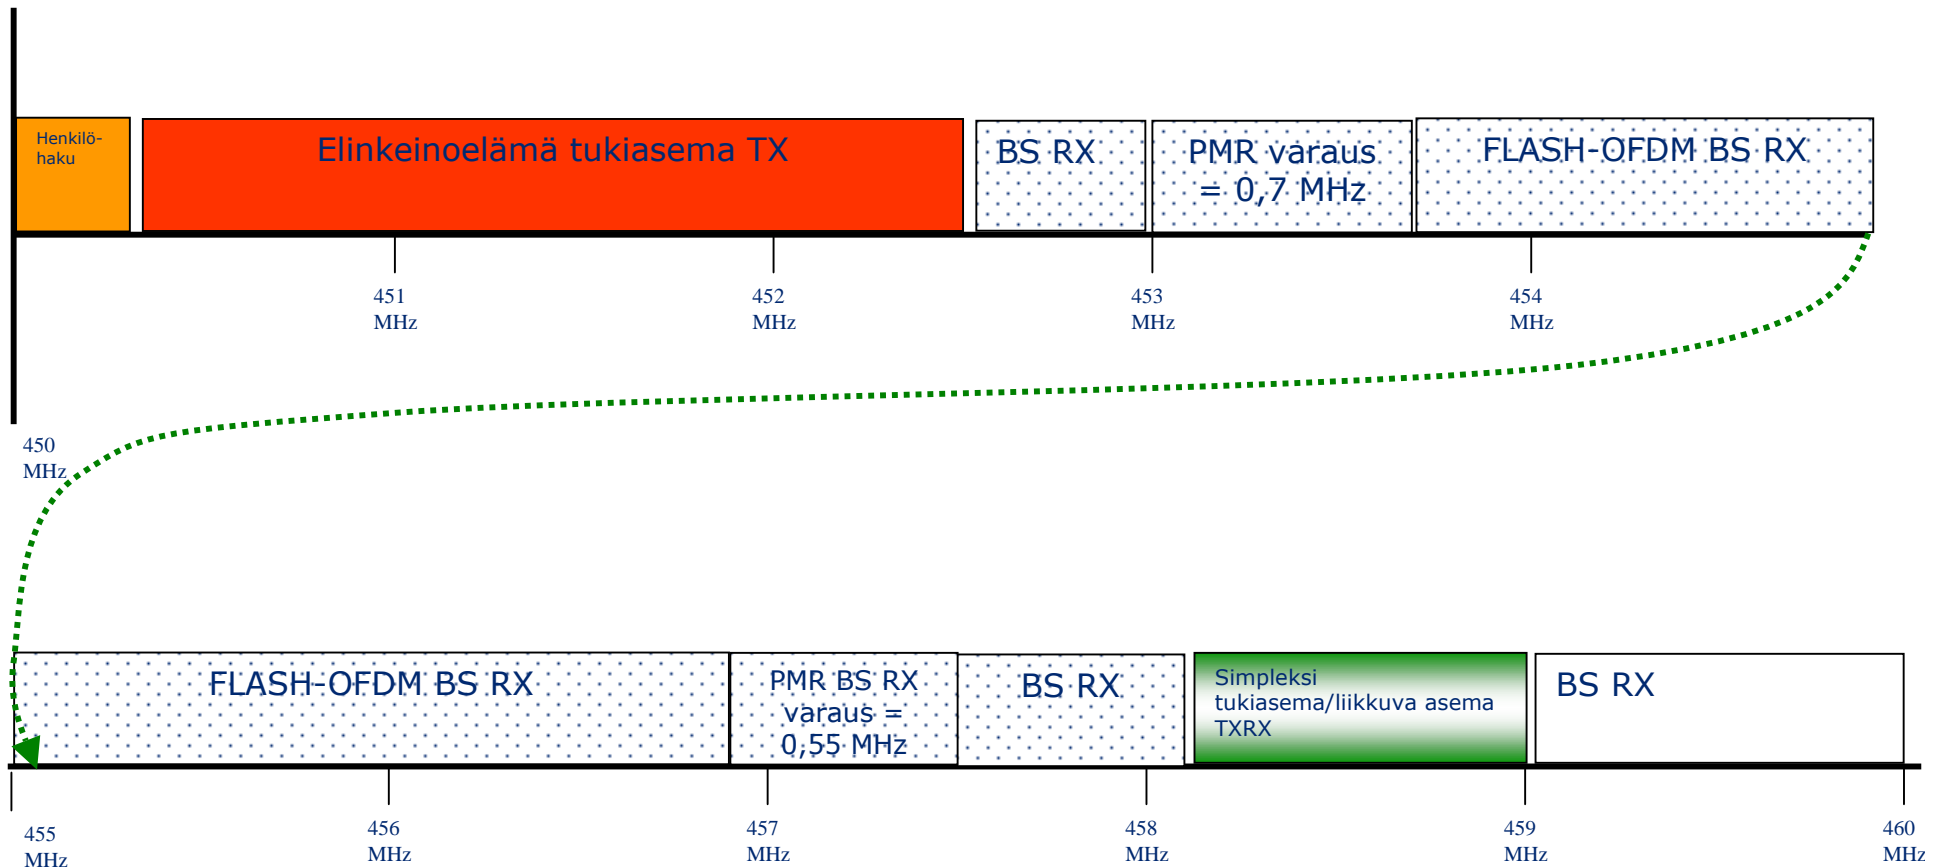 Henkilö-
haku
Elinkeinoelämä tukiasema TX
BS RX
PMR varaus
= 0,7 MHz
FLASH-OFDM BS RX
451
MHz
452
MHz
453
MHz
454
MHz
450
MHz
FLASH-OFDM BS RX
PMR BS RX
varaus =
0,55 MHz
BS RX
Simpleksi
tukiasema/liikkuva asema
TXRX
BS RX
455
MHz
456
MHz
457
MHz
458
MHz
459
MHz
460
MHz